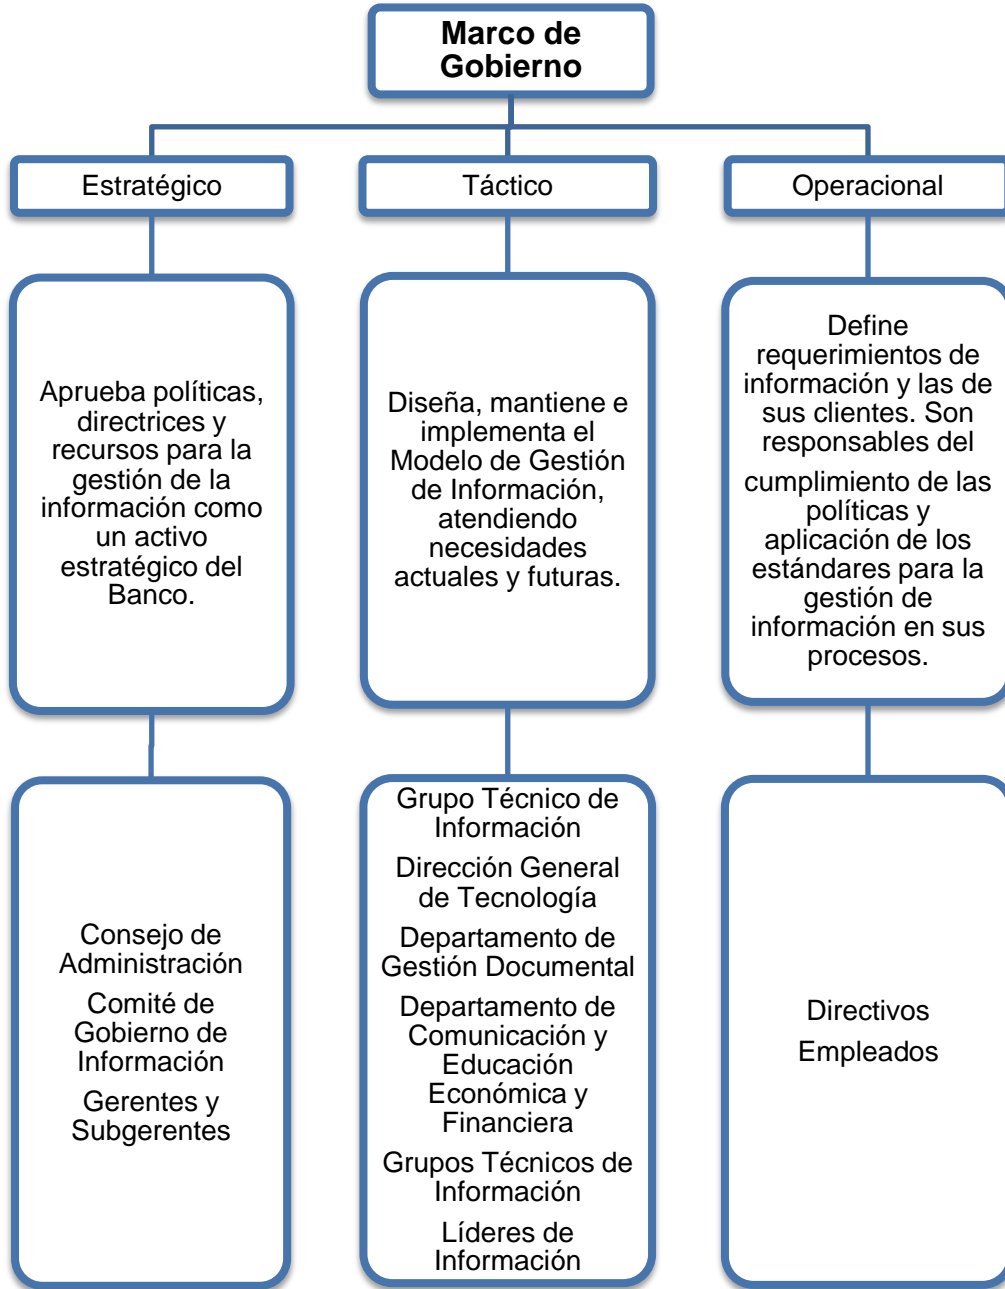 Marco de
Gobierno
Estratégico
Táctico
Operacional
Aprueba políticas,
directrices y
recursos para la
gestión de la
información como
un activo
estratégico del
Banco.
Diseña, mantiene e
implementa el
Modelo de Gestión
de Información,
atendiendo
necesidades
actuales y futuras.
Define
requerimientos de
información y las de
sus clientes. Son
responsables del
cumplimiento de las
políticas y
aplicación de los
estándares para la
gestión de
información en sus
procesos.
Consejo de
Administración
Comité de
Gobierno de
Información
Gerentes y
Subgerentes
Grupo Técnico de
Información
Dirección General
de Tecnología
Departamento de
Gestión Documental
Departamento de
Comunicación y
Educación
Económica y
Financiera
Grupos Técnicos de
Información
Líderes de
Información
Directivos
Empleados